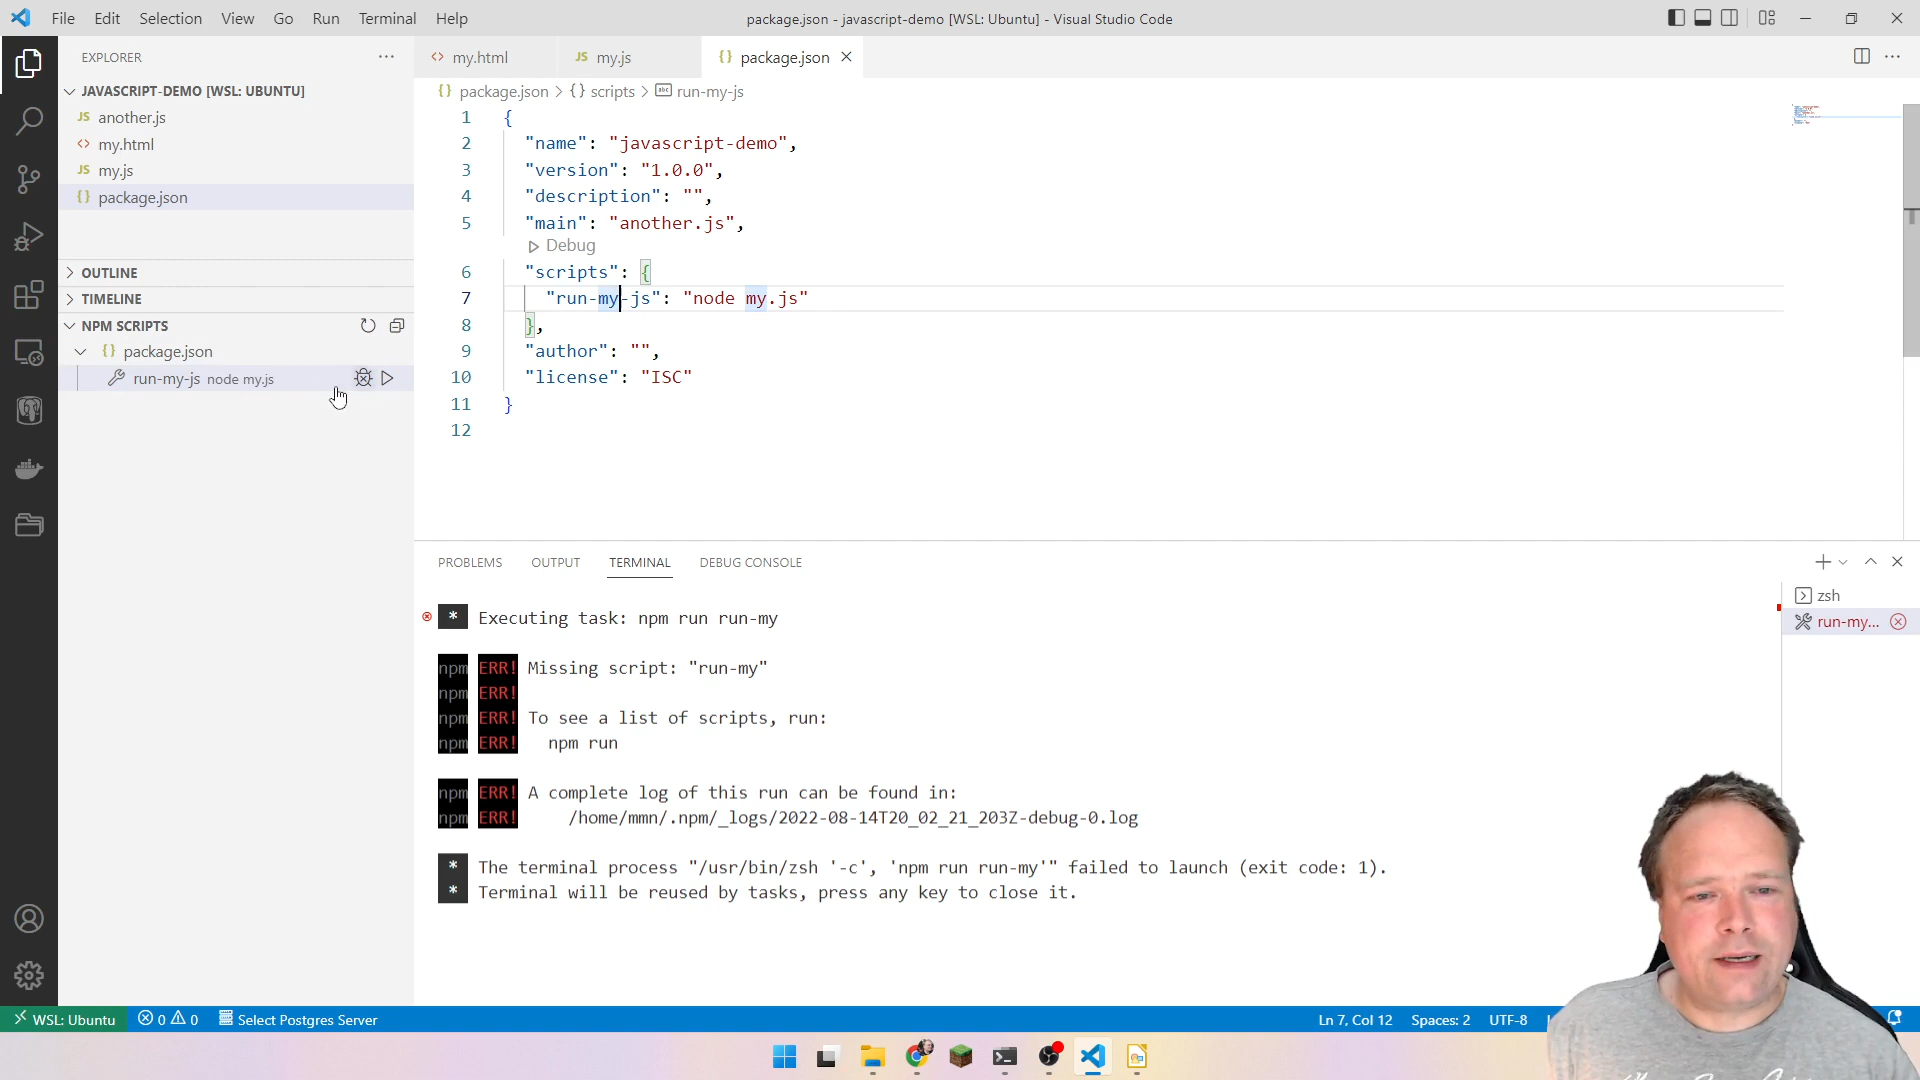 File Edit Selection View Go Run Terminal Help
package.json - javascript-demo [WSL: Ubuntu] - Visual Studio Code
EXPLORER
JAVASCRIPT-DEMO [WSL: UBUNTU]
JS another.js
<> my.html
JS my.js
{} package.json
OUTLINE
TIMELINE
NPM SCRIPTS
{} package.json
run-my-js node my.js
<> my.html
JS my.js
{} package.json
{} package.json > {} scripts > abc run-my-js
1 {
2 "name": "javascript-demo",
3 "version": "1.0.0",
4 "description": "",
5 "main": "another.js",
Debug
6 "scripts": {
7 "run-my-js": "node my.js"
8 },
9 "author": "",
10 "license": "ISC"
11 }
12
PROBLEMS OUTPUT TERMINAL DEBUG CONSOLE
* Executing task: npm run run-my
npm ERR! Missing script: "run-my"
npm ERR!
npm ERR! To see a list of scripts, run:
npm ERR! npm run
npm ERR! A complete log of this run can be found in:
npm ERR! /home/mmn/.npm/_logs/2022-08-14T20_02_21_203Z-debug-0.log
* The terminal process "/usr/bin/zsh '-c', 'npm run run-my'" failed to launch (exit code: 1).
* Terminal will be reused by tasks, press any key to close it.
zsh
run-my...
WSL: Ubuntu 0 0 Select Postgres Server
Ln 7, Col 12 Spaces: 2 UTF-8